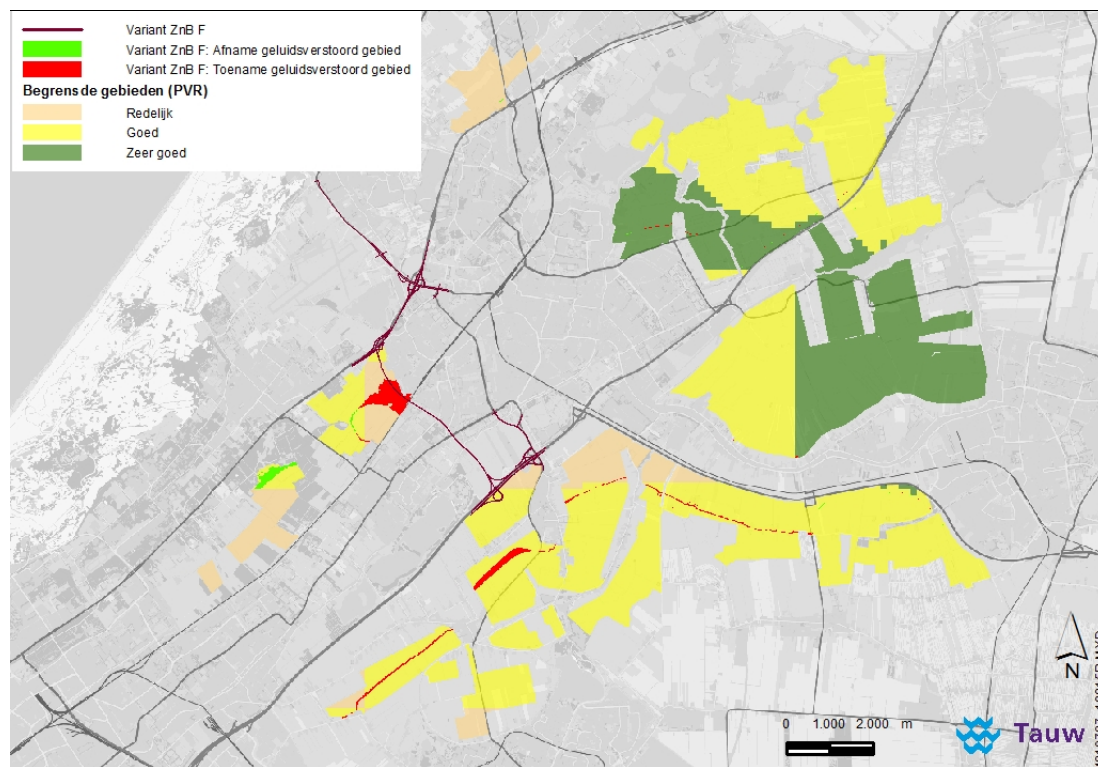 Variant ZnB F
Variant ZnB F: Afname geluidsverstoord gebied
Variant ZnB F: Toename geluidsverstoord gebied
Begrensde gebieden (PVR)
Redelijk
Goed
Zeer goed
N
0 1.000 2.000 m
Tauw